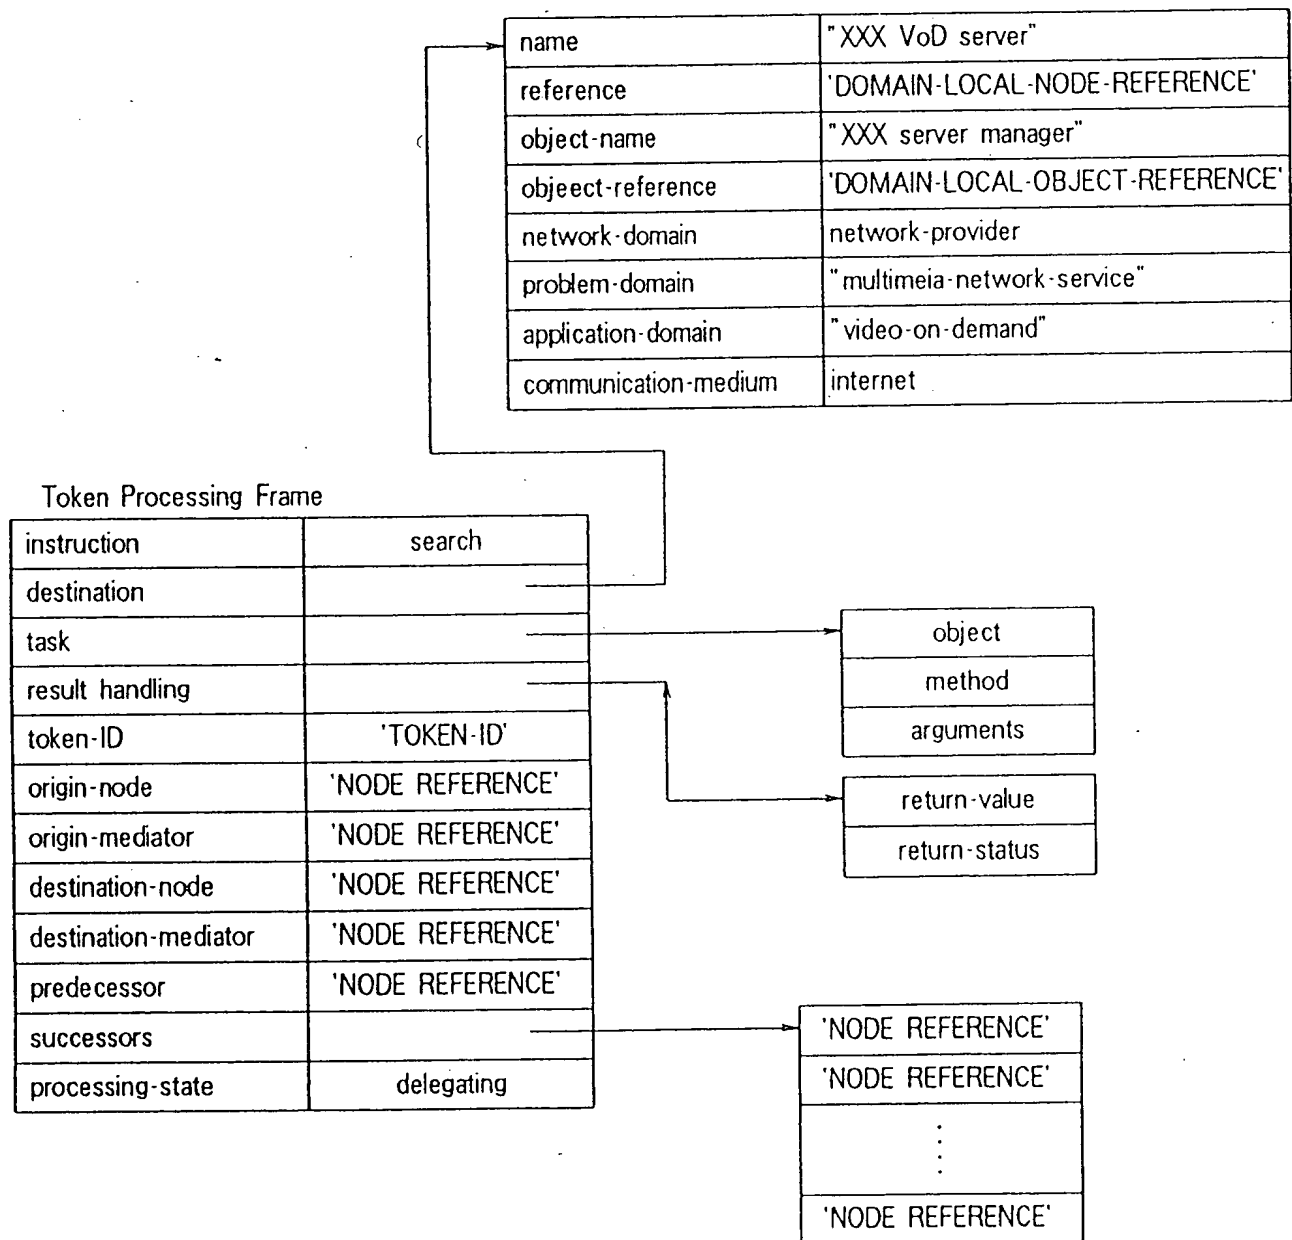 name "XXX VoD server"
reference 'DOMAIN-LOCAL-NODE-REFERENCE'
object-name "XXX server manager"
objeect-reference 'DOMAIN-LOCAL-OBJECT-REFERENCE'
network-domain network-provider
problem-domain "multimeia-network-service"
application-domain "video-on-demand"
communication-medium internet
Token Processing Frame
instruction search
destination
task
result handling
token-ID 'TOKEN-ID'
origin-node 'NODE REFERENCE'
origin-mediator 'NODE REFERENCE'
destination-node 'NODE REFERENCE'
destination-mediator 'NODE REFERENCE'
predecessor 'NODE REFERENCE'
successors
processing-state delegating
object
method
arguments
return-value
return-status
'NODE REFERENCE'
'NODE REFERENCE'
'NODE REFERENCE'